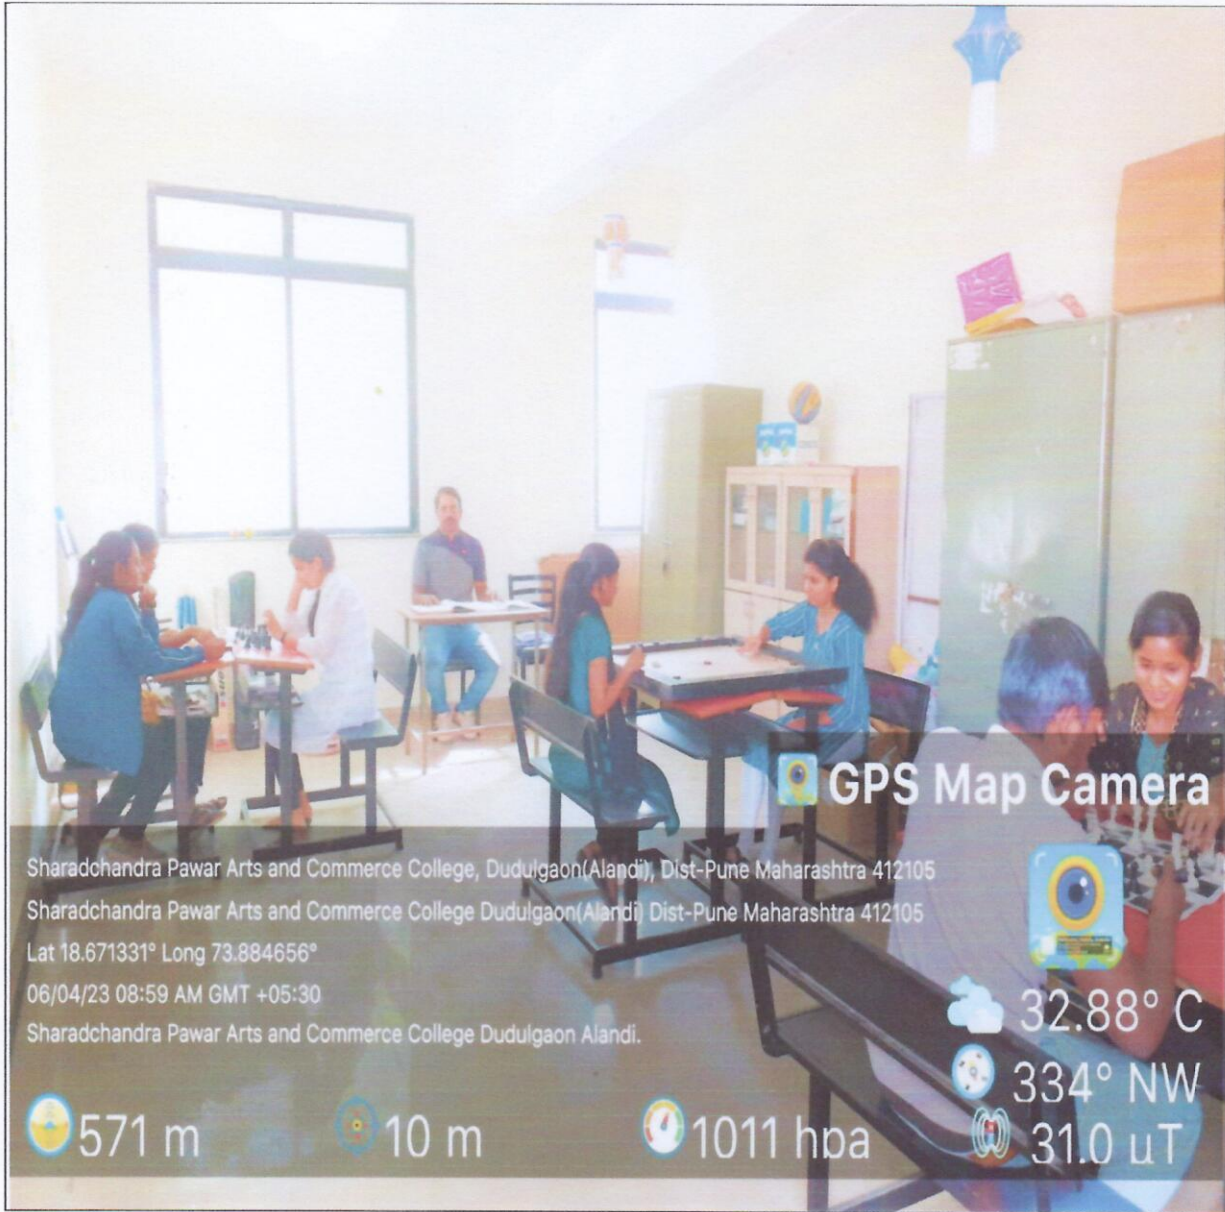 GPS Map Camera
Sharadchandra Pawar Arts and Commerce College, Dudulgaon(Alandi), Dist-Pune Maharashtra 412105
Sharadchandra Pawar Arts and Commerce College Dudulgaon(Alandi) Dist-Pune Maharashtra 412105
Lat 18.671331° Long 73.884656°
06/04/23 08:59 AM GMT +05:30
Sharadchandra Pawar Arts and Commerce College Dudulgaon Alandi.
32.88° C
334° NW
571 m
10 m
1011 hpa
31.0 µT